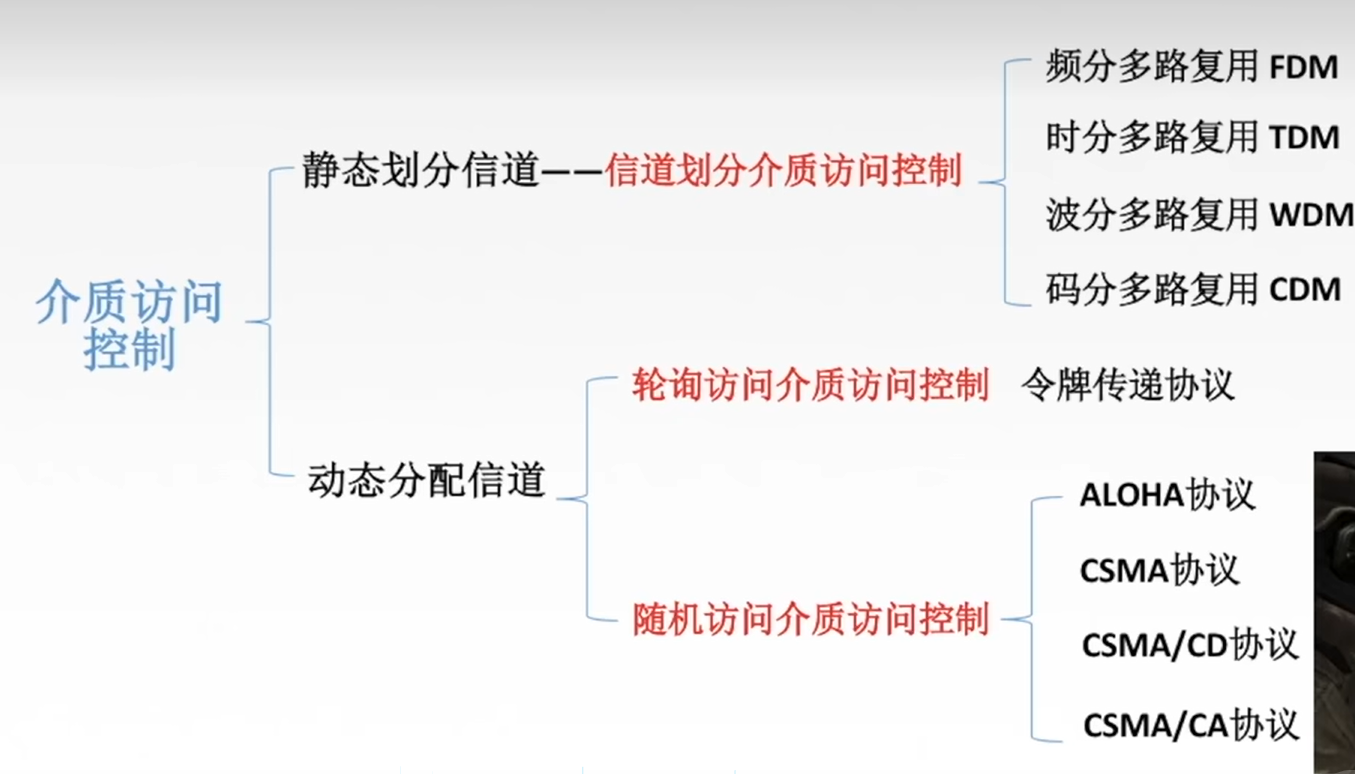 频分多路复用 FDM
时分多路复用 TDM
静态划分信道——信道划分介质访问控制
波分多路复用 WDM
码分多路复用 CDM
介质访问
控制
轮询访问介质访问控制 令牌传递协议
动态分配信道
ALOHA协议
CSMA协议
随机访问介质访问控制
CSMA/CD协议
CSMA/CA协议